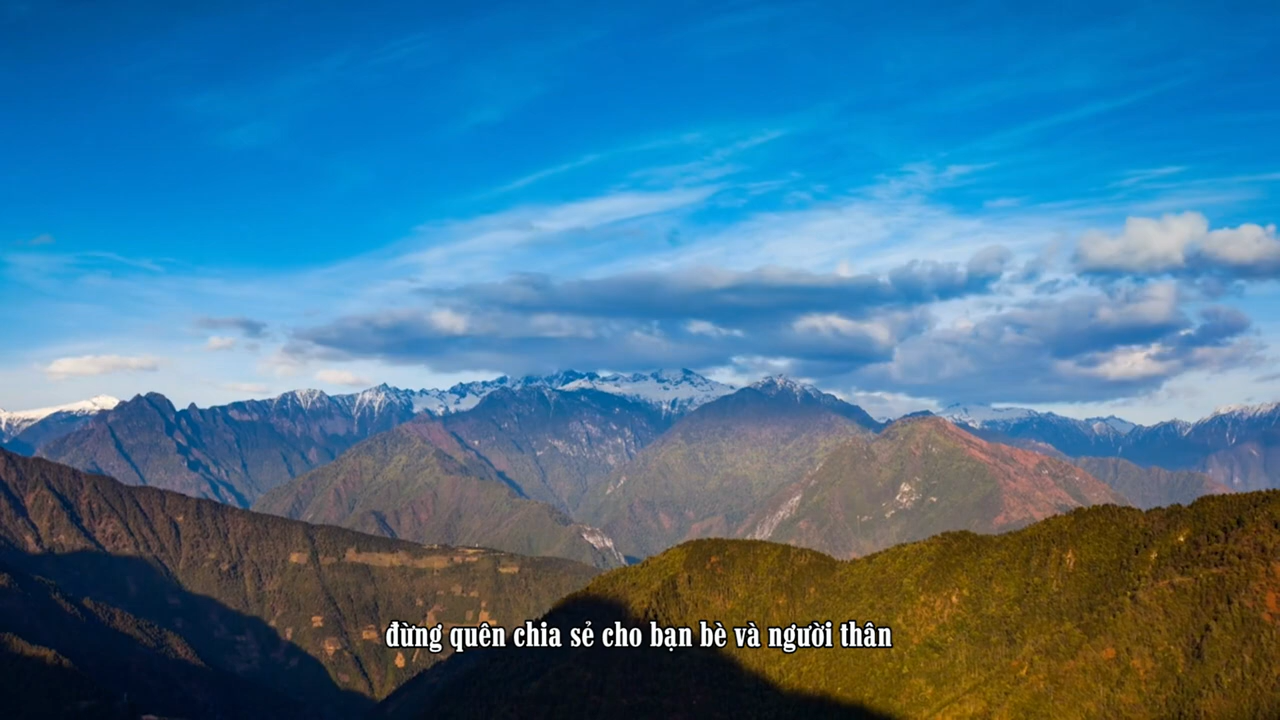 đừng quên chia sẻ cho bạn bè và người thân